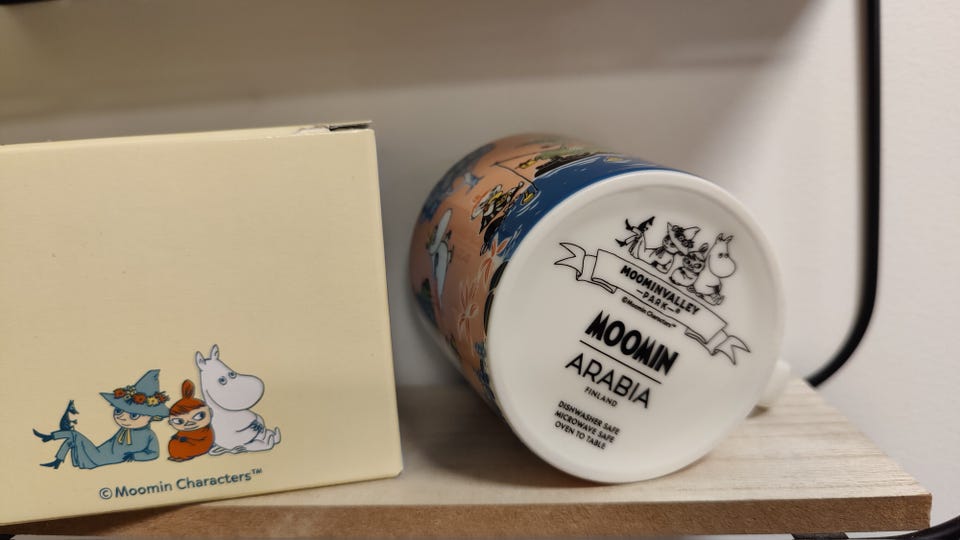 ©Moomin Characters™
MOOMINVALLEY
—PARK—®
©Moomin Characters™
MOOMIN
ARABIA
FINLAND
DISHWASHER SAFE
MICROWAVE SAFE
OVEN TO TABLE